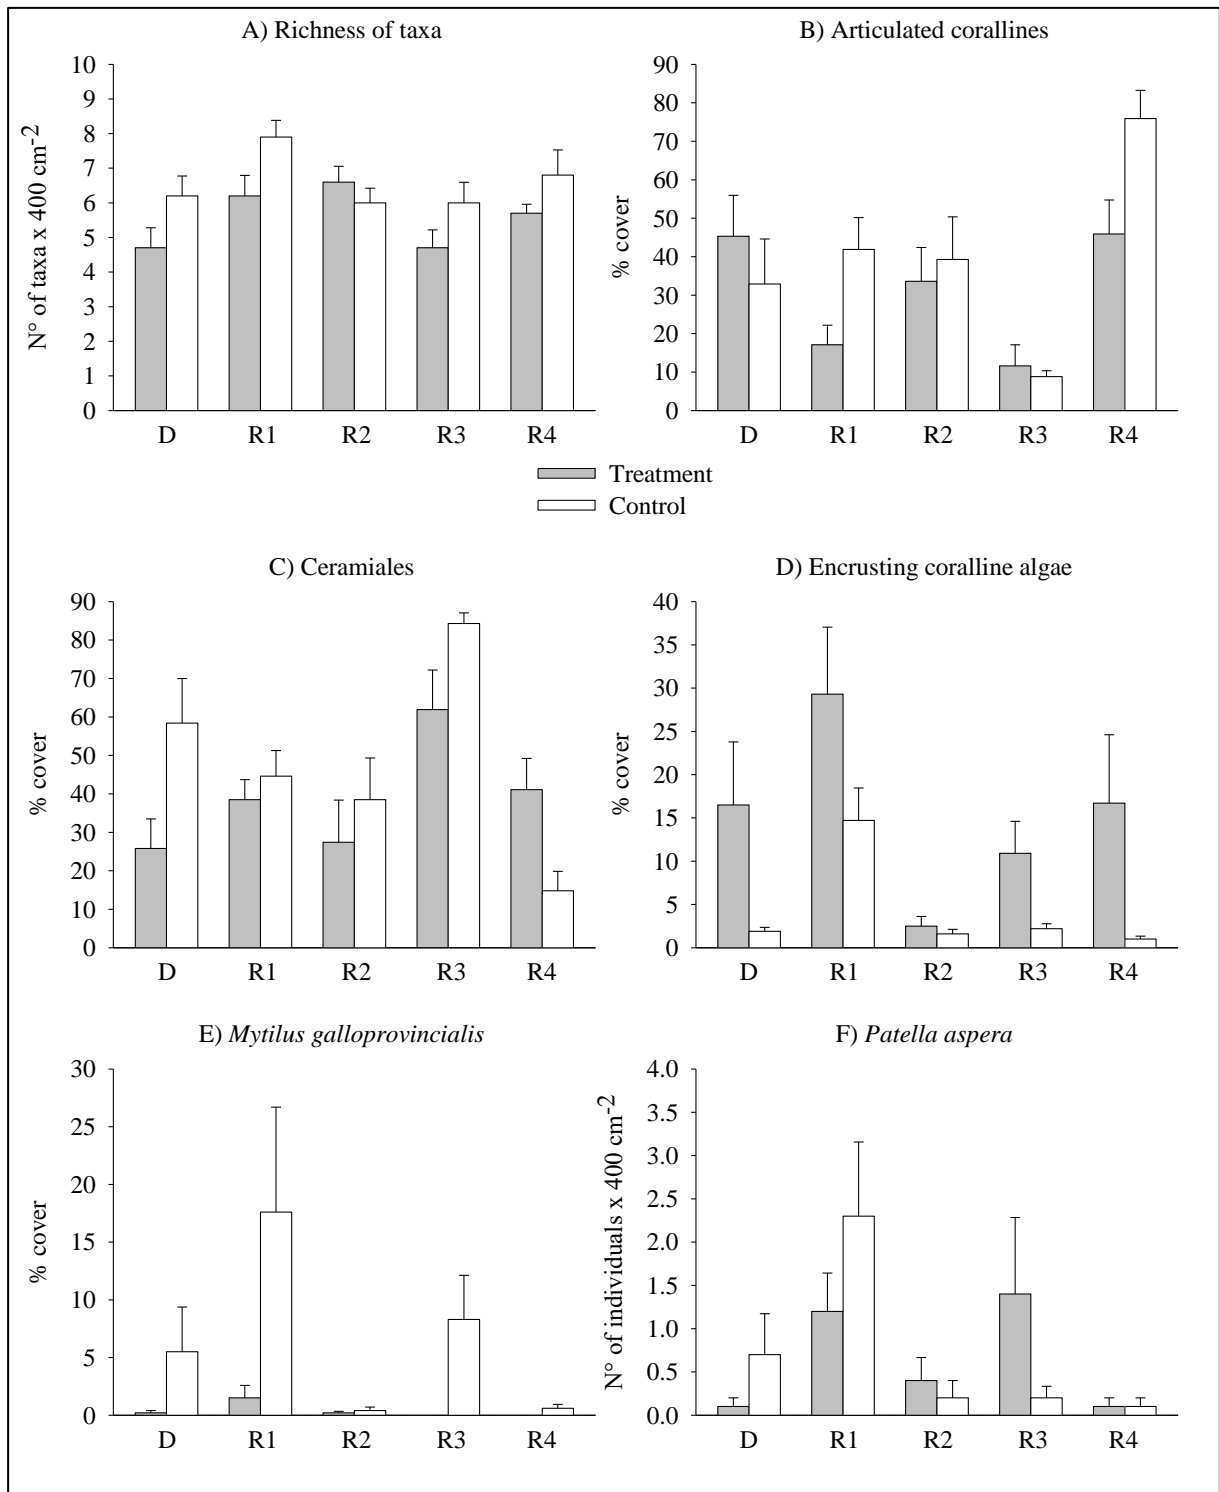 A) Richness of taxa
N° of taxa x 400 cm-2
10
9
8
7
6
5
4
3
2
1
0
D R1 R2 R3 R4
B) Articulated corallines
% cover
90
80
70
60
50
40
30
20
10
0
D R1 R2 R3 R4
Treatment
Control
C) Ceramiales
% cover
90
80
70
60
50
40
30
20
10
0
D R1 R2 R3 R4
D) Encrusting coralline algae
% cover
40
35
30
25
20
15
10
5
0
D R1 R2 R3 R4
E) Mytilus galloprovincialis
% cover
30
25
20
15
10
5
0
D R1 R2 R3 R4
F) Patella aspera
N° of individuals x 400 cm-2
4.0
3.5
3.0
2.5
2.0
1.5
1.0
0.5
0.0
D R1 R2 R3 R4